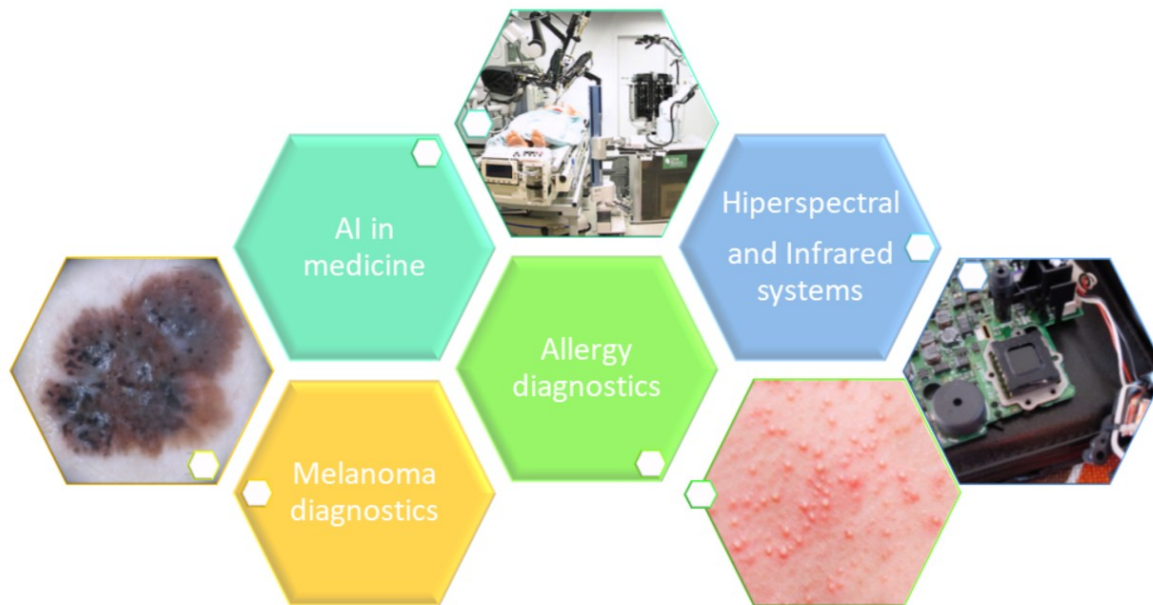 AI in
medicine
Hiperspectral
and Infrared
systems
Allergy
diagnostics
Melanoma
diagnostics